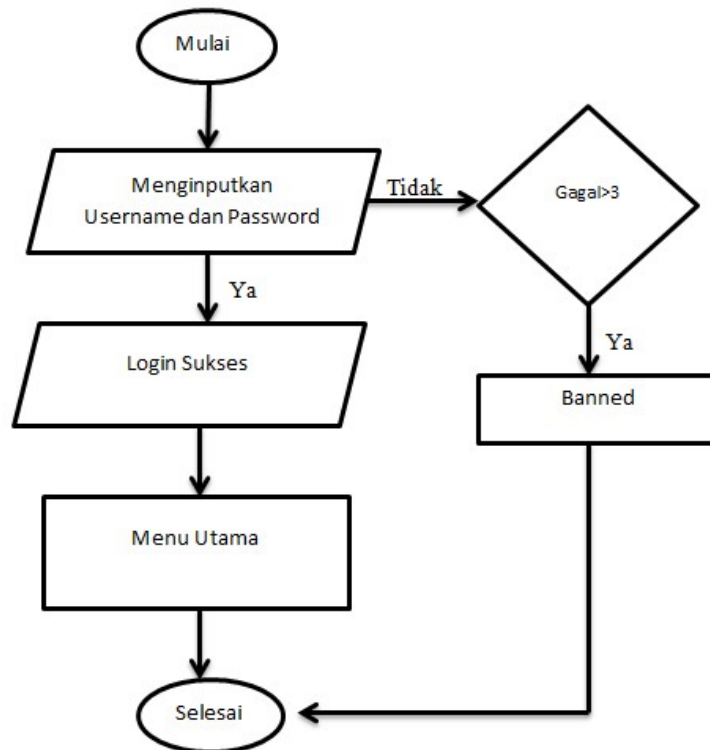 Mulai
Menginputkan
Username dan Password
Tidak
Gagal>3
Ya
Login Sukses
Ya
Banned
Menu Utama
Selesai